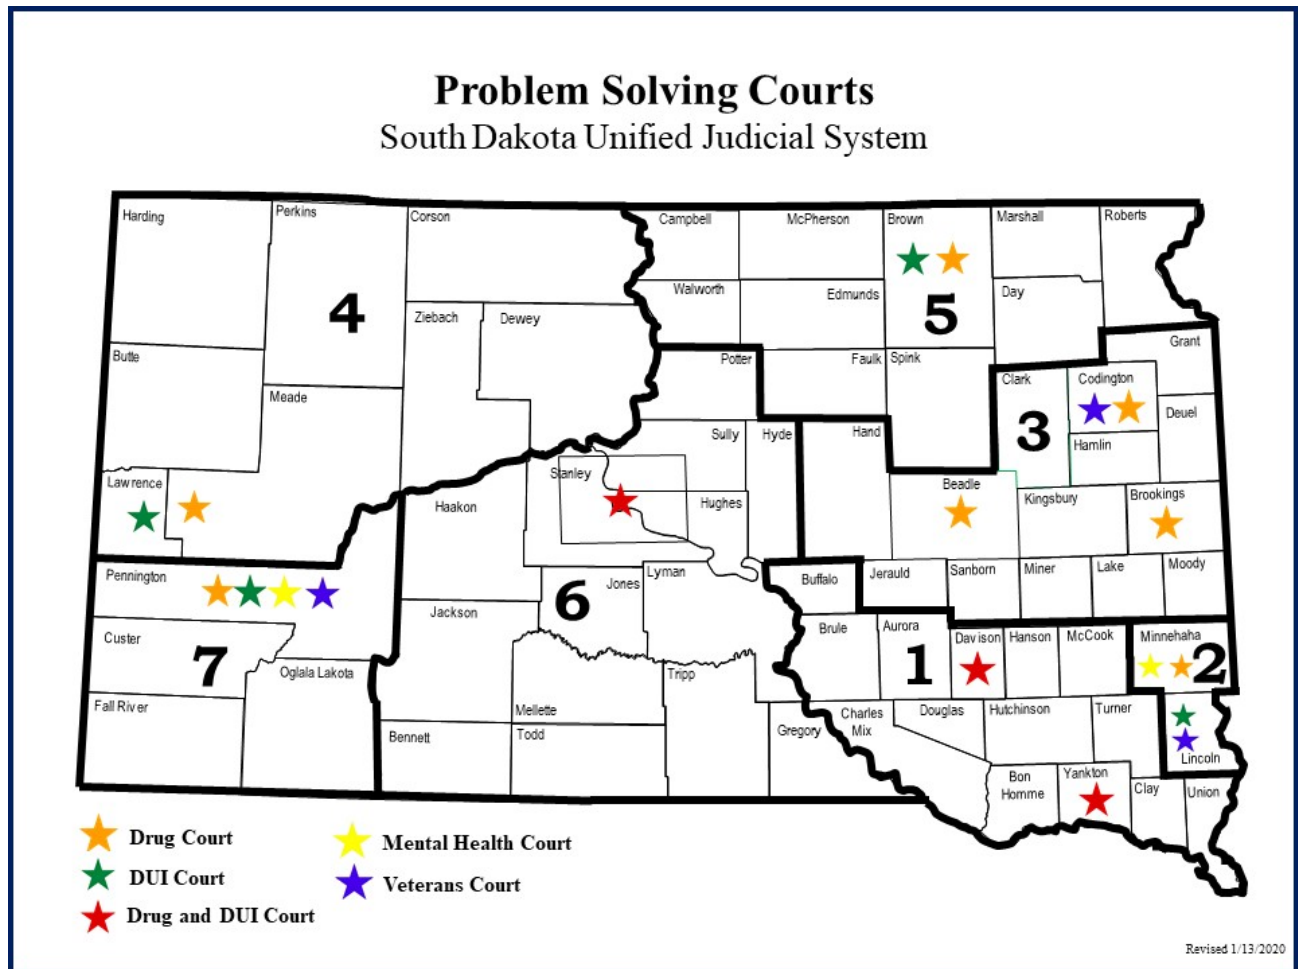 Problem Solving Courts
South Dakota Unified Judicial System
Harding
Perkins
Corson
Campbell
McPherson
Brown
Marshall
Roberts
4
Ziebach
Dewey
Walworth
Edmunds
5
Day
Butte
Meade
Potter
Faulk
Spink
Grant
Clark
Codington
3
Deuel
Hamlin
Sully
Hyde
Hand
Lawrence
Stanley
Hughes
Haakon
Beadle
Kingsbury
Brookings
Pennington
Jones
Lyman
6
Jackson
Buffalo
Jerauld
Sanborn
Miner
Lake
Moody
Custer
7
Oglala Lakota
Fall River
Brule
Aurora
1
Davison
Hanson
McCook
Minnehaha
2
Tripp
Mellette
Bennett
Todd
Gregory
Charles
Mix
Douglas
Hutchinson
Turner
Lincoln
Bon
Homme
Yankton
Clay
Union
Drug Court
DUI Court
Drug and DUI Court
Mental Health Court
Veterans Court
Revised 1/13/2020